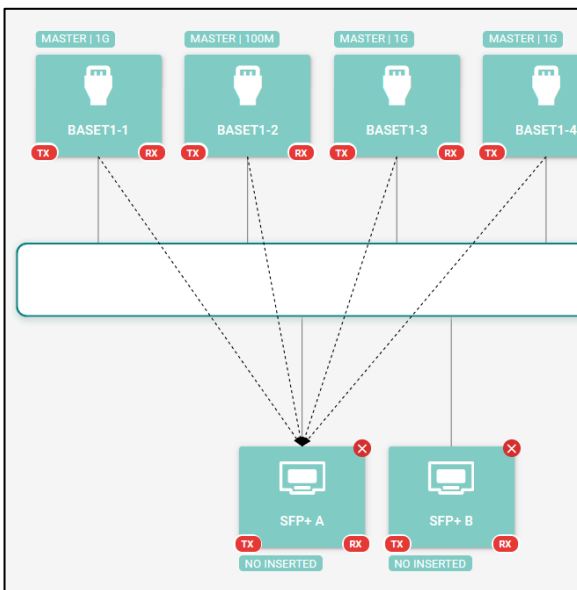 MASTER | 1G
MASTER | 100M
MASTER | 1G
MASTER | 1G
BASET1-1
BASET1-2
BASET1-3
BASET1-4
TX
RX
TX
RX
TX
RX
TX
SFP+ A
SFP+ B
TX
RX
TX
RX
NO INSERTED
NO INSERTED